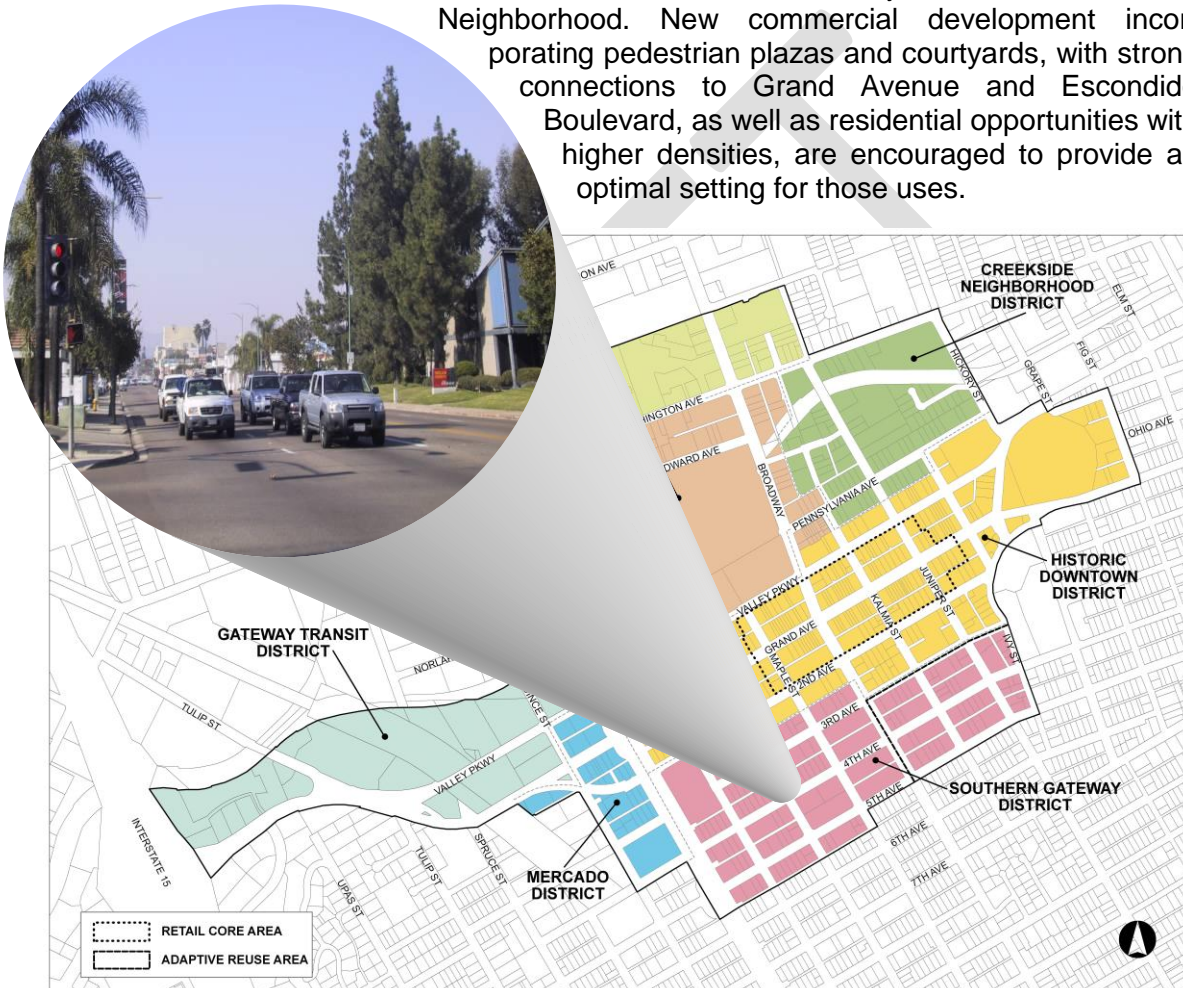 Neighborhood. New commercial development incor
porating pedestrian plazas and courtyards, with stron
connections to Grand Avenue and Escondid
Boulevard, as well as residential opportunities wit
higher densities, are encouraged to provide a
optimal setting for those uses.
ON AVE
CREEKSIDE
NEIGHBORHOOD
DISTRICT
ELM ST
FIG ST
GRAPE ST
HICKORY ST
OHIO AVE
HINGTON AVE
DWARD AVE
BROADWAY
PENNSYLVANIA AVE
HISTORIC
DOWNTOWN
DISTRICT
VALLEY PKWY
GRAND AVE
JUNIPER ST
KALMIA ST
MAPLE ST
2ND AVE
IVY ST
GATEWAY TRANSIT
DISTRICT
NORLA
NCE ST
TULIP ST
VALLEY PKWY
3RD AVE
4TH AVE
5TH AVE
SOUTHERN GATEWAY
DISTRICT
6TH AVE
7TH AVE
INTERSTATE 15
MERCADO
DISTRICT
SPRUCE ST
TULIP ST
UPAS ST
RETAIL CORE AREA
ADAPTIVE REUSE AREA